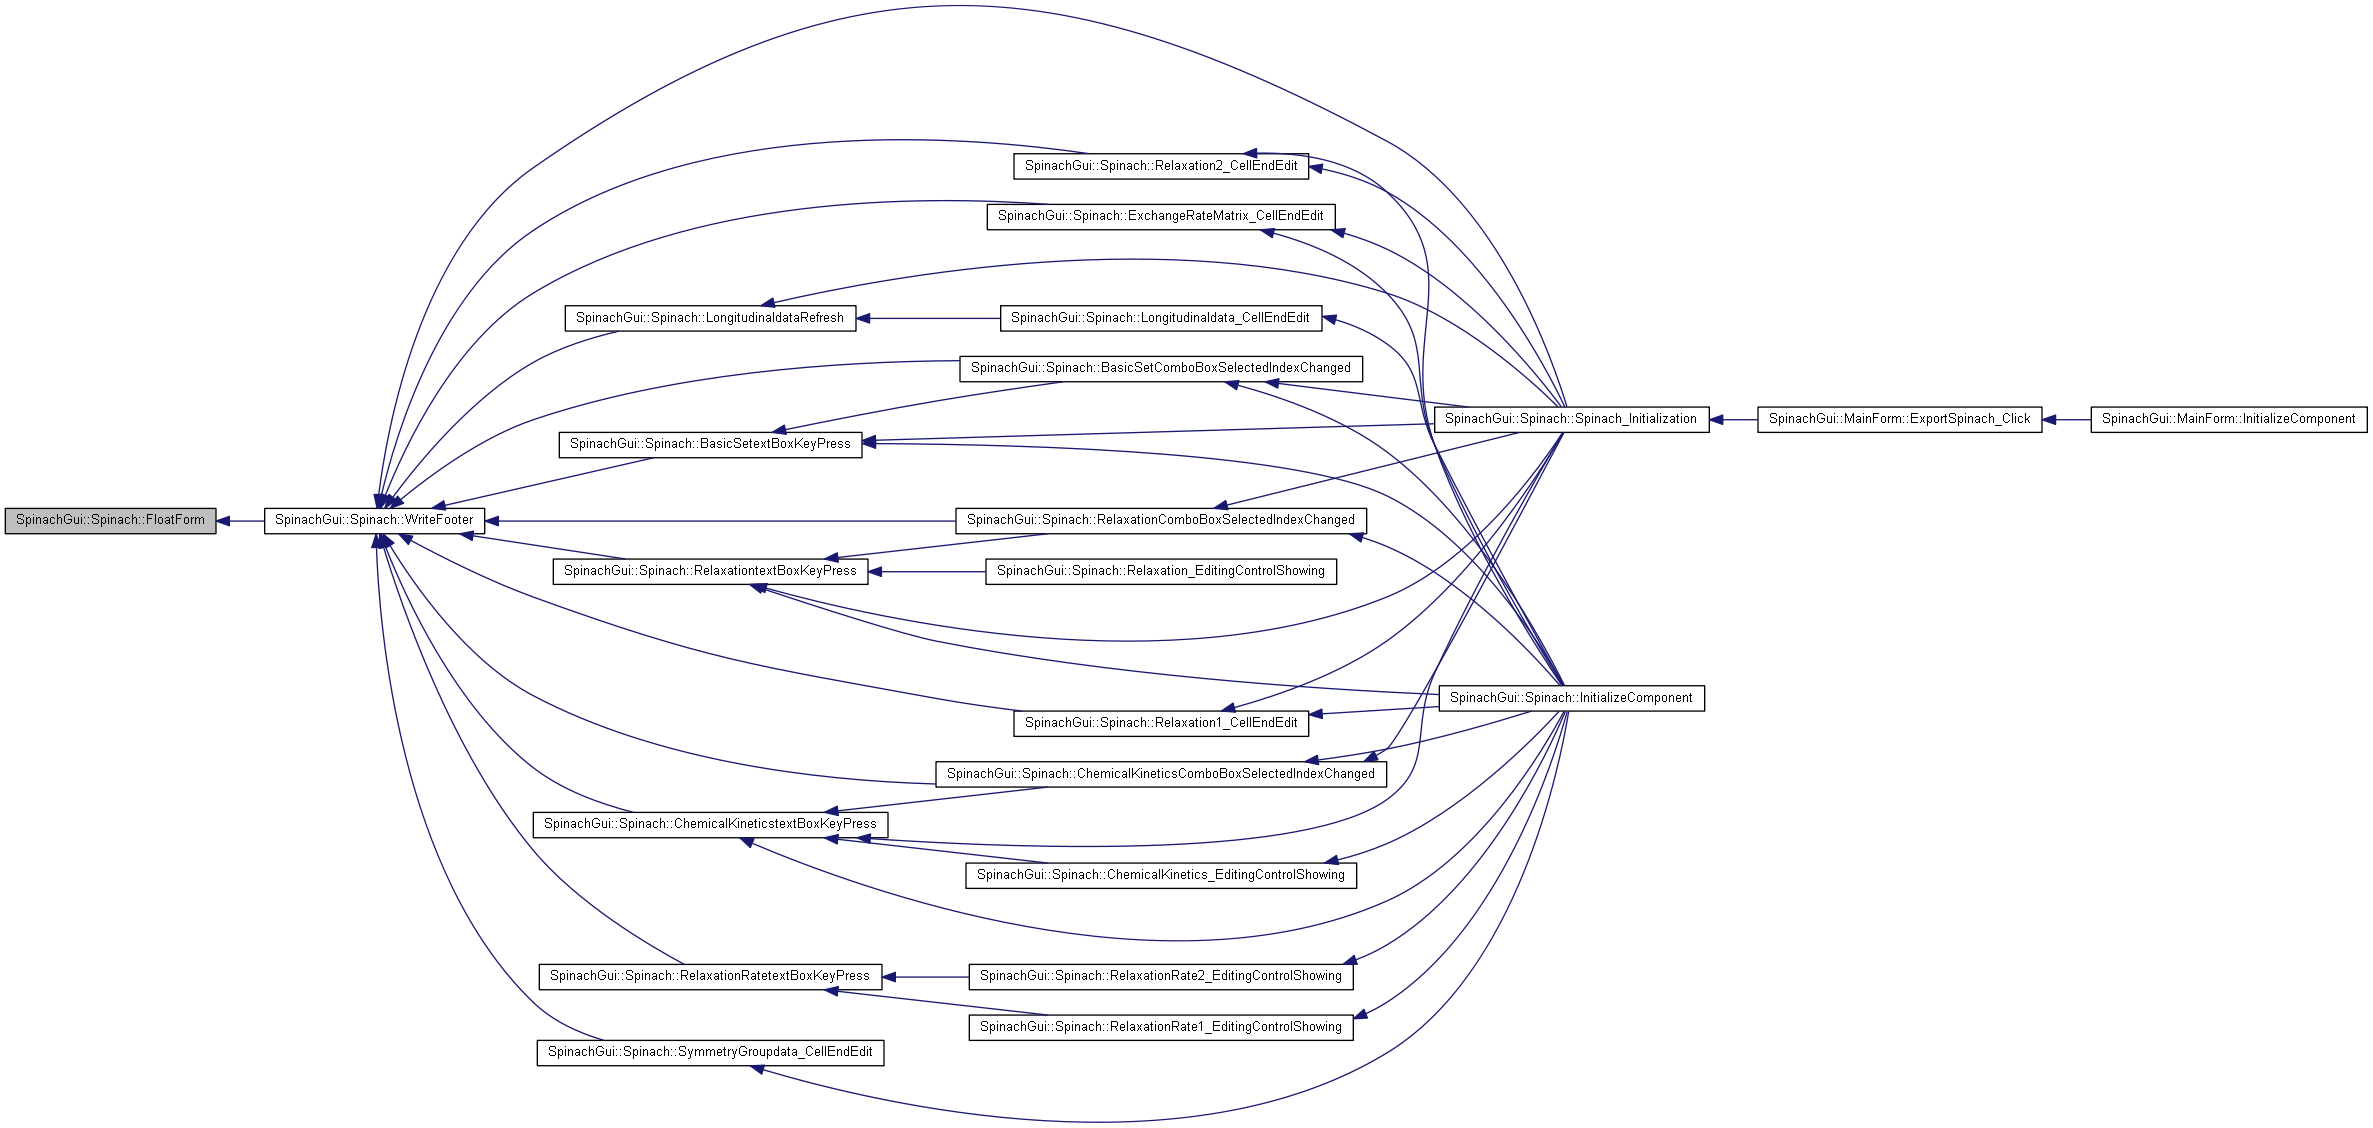 SpinachGui::Spinach::Relaxation2_CellEndEdit
SpinachGui::Spinach::ExchangeRateMatrix_CellEndEdit
SpinachGui::Spinach::LongitudinaldataRefresh
SpinachGui::Spinach::Longitudinaldata_CellEndEdit
SpinachGui::Spinach::BasicSetComboBoxSelectedIndexChanged
SpinachGui::Spinach::Spinach_Initialization
SpinachGui::MainForm::ExportSpinach_Click
SpinachGui::MainForm::InitializeComponent
SpinachGui::Spinach::BasicSetextBoxKeyPress
SpinachGui::Spinach::FloatForm
SpinachGui::Spinach::WriteFooter
SpinachGui::Spinach::RelaxationComboBoxSelectedIndexChanged
SpinachGui::Spinach::RelaxationtextBoxKeyPress
SpinachGui::Spinach::Relaxation_EditingControlShowing
SpinachGui::Spinach::InitializeComponent
SpinachGui::Spinach::Relaxation1_CellEndEdit
SpinachGui::Spinach::ChemicalKineticsComboBoxSelectedIndexChanged
SpinachGui::Spinach::ChemicalKineticstextBoxKeyPress
SpinachGui::Spinach::ChemicalKinetics_EditingControlShowing
SpinachGui::Spinach::RelaxationRatetextBoxKeyPress
SpinachGui::Spinach::RelaxationRate2_EditingControlShowing
SpinachGui::Spinach::RelaxationRate1_EditingControlShowing
SpinachGui::Spinach::SymmetryGroupdata_CellEndEdit